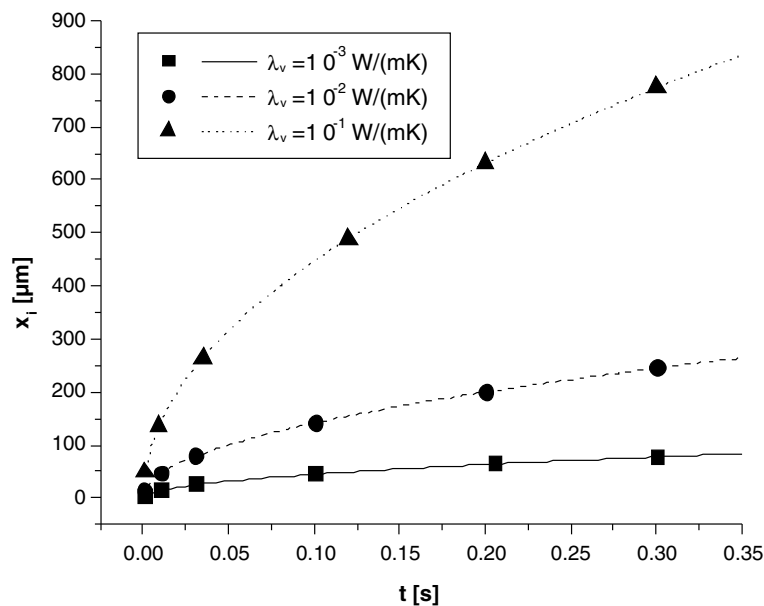 900
800
700
600
500
400
300
200
100
0
x_i [µm]
λ_v =1 0^-3 W/(mK)
λ_v =1 0^-2 W/(mK)
λ_v =1 0^-1 W/(mK)
0.00 0.05 0.10 0.15 0.20 0.25 0.30 0.35
t [s]